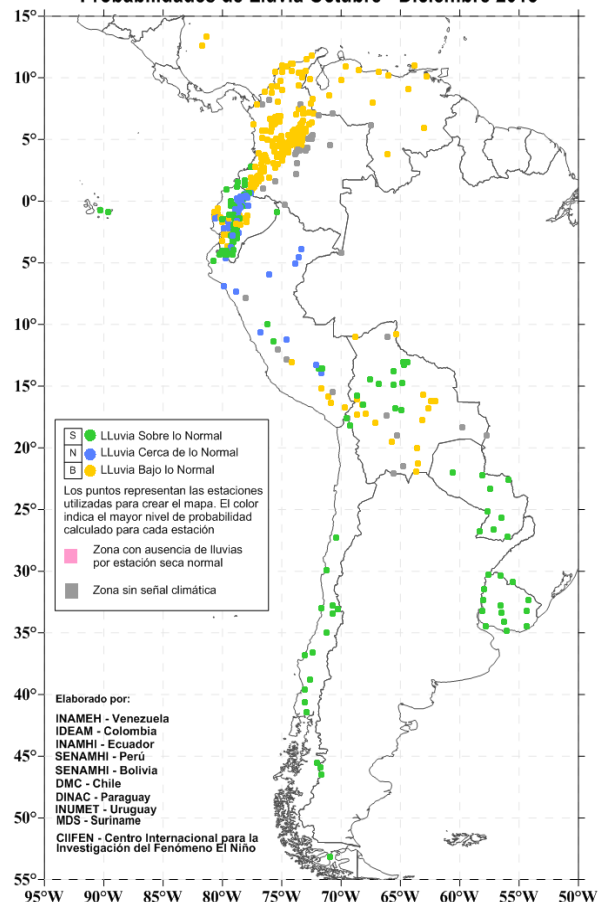 15°
10°
5°
0°
5°
10°
15°
20°
25°
30°
35°
40°
45°
50°
55°
S LLuvia Sobre lo Normal
N LLuvia Cerca de lo Normal
B LLuvia Bajo lo Normal
Los puntos representan las estaciones
utilizadas para crear el mapa. El color
indica el mayor nivel de probabilidad
calculado para cada estación
Zona con ausencia de lluvias
por estación seca normal
Zona sin señal climática
Elaborado por:
INAMEH - Venezuela
IDEAM - Colombia
INAMHI - Ecuador
SENAMHI - Perú
SENAMHI - Bolivia
DMC - Chile
DINAC - Paraguay
INUMET - Uruguay
MDS - Suriname
CIIFEN - Centro Internacional para la
Investigación del Fenómeno El Niño
95°W 90°W 85°W 80°W 75°W 70°W 65°W 60°W 55°W 50°W